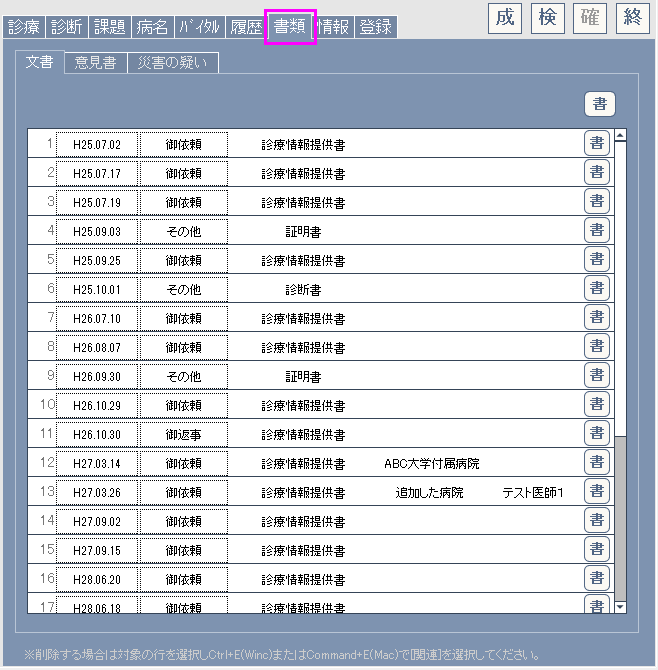 診療 診断 課題 病名 ﾊﾞｲﾀﾙ 履歴 書類 情報 登録 成 検 確 終
文書 意見書 災害の疑い
書
1 H25.07.02 御依頼 診療情報提供書 書
2 H25.07.17 御依頼 診療情報提供書 書
3 H25.07.19 御依頼 診療情報提供書 書
4 H25.09.03 その他 証明書 書
5 H25.09.25 御依頼 診療情報提供書 書
6 H25.10.01 その他 診断書 書
7 H26.07.10 御依頼 診療情報提供書 書
8 H26.08.07 御依頼 診療情報提供書 書
9 H26.09.30 その他 証明書 書
10 H26.10.29 御依頼 診療情報提供書 書
11 H26.10.30 御返事 診療情報提供書 書
12 H27.03.14 御依頼 診療情報提供書 ABC大学付属病院 書
13 H27.03.26 御依頼 診療情報提供書 追加した病院 テスト医師1 書
14 H27.09.02 御依頼 診療情報提供書 書
15 H27.09.15 御依頼 診療情報提供書 書
16 H28.06.20 御依頼 診療情報提供書 書
17 H28.06.18 御依頼 診療情報提供書 書
※削除する場合は対象の行を選択しCtrl+E(Winc)またはCommand+E(Mac)で[関連]を選択してください。